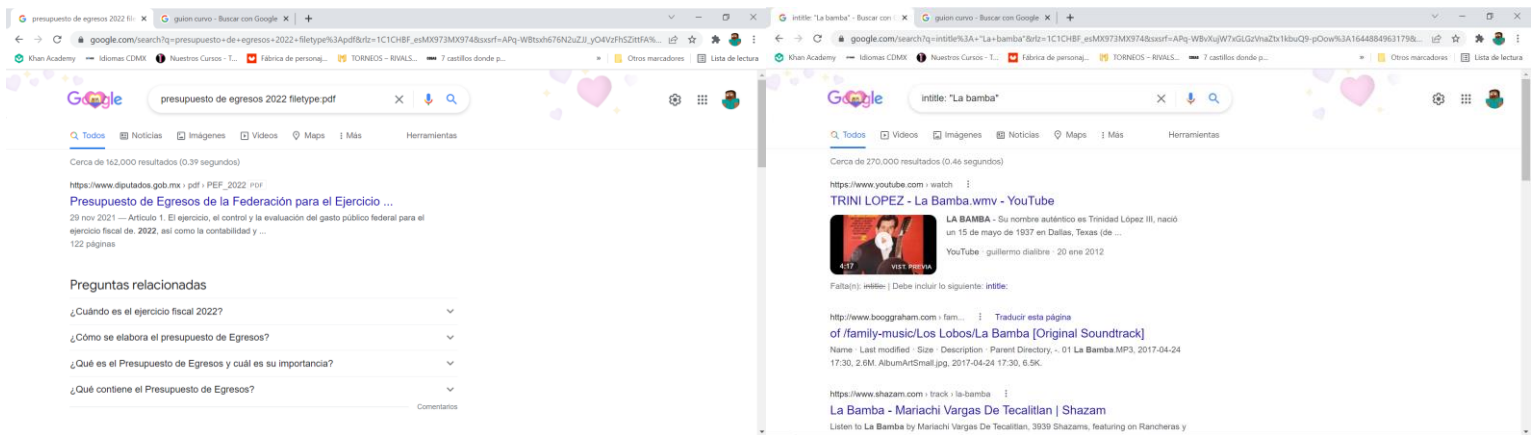 presupuesto de egresos 2022 file
guion curvo - Buscar con Google
google.com/search?q=presupuesto+de+egresos+2022+filetype%3Apdf&rlz=1C1CHBF_esMX973MX974&sxsrf=APq-WBtsxh676N2uZJJ_yO4VzFhSZittFA%...
Khan Academy
Idiomas CDMX
Nuestros Cursos - T...
Fábrica de personaj...
TORNEOS – RIVALS...
7 castillos donde p...
»
Otros marcadores
Lista de lectura
Google
presupuesto de egresos 2022 filetype:pdf
Todos
Noticias
Imágenes
Videos
Maps
Más
Herramientas
Cerca de 162,000 resultados (0.39 segundos)
https://www.diputados.gob.mx › pdf › PEF_2022 PDF
Presupuesto de Egresos de la Federación para el Ejercicio ...
29 nov 2021 — Artículo 1. El ejercicio, el control y la evaluación del gasto público federal para el
ejercicio fiscal de. 2022, así como la contabilidad y ...
122 páginas
Preguntas relacionadas
¿Cuándo es el ejercicio fiscal 2022?
¿Cómo se elabora el presupuesto de Egresos?
¿Qué es el Presupuesto de Egresos y cuál es su importancia?
¿Qué contiene el Presupuesto de Egresos?
Comentarios
intitle: "La bamba" - Buscar con
guion curvo - Buscar con Google
google.com/search?q=intitle%3A+"La+bamba"&rlz=1C1CHBF_esMX973MX974&sxsrf=APq-WBvXujW7xGLGzVnaZtx1kbuQ9-pOow%3A1644884963179&...
Khan Academy
Idiomas CDMX
Nuestros Cursos - T...
Fábrica de personaj...
TORNEOS – RIVALS...
7 castillos donde p...
»
Otros marcadores
Lista de lectura
Google
intitle: "La bamba"
Todos
Videos
Imágenes
Noticias
Maps
Más
Herramientas
Cerca de 270,000 resultados (0.46 segundos)
https://www.youtube.com › watch
TRINI LOPEZ - La Bamba.wmv - YouTube
LA BAMBA - Su nombre auténtico es Trinidad López III, nació
un 15 de mayo de 1937 en Dallas, Texas (de ...
YouTube · guillermo dialibre · 20 ene 2012
4:17
VIST. PREVIA
Falta(n): intitle: | Debe incluir lo siguiente: intitle:
http://www.booggraham.com › fam...
Traducir esta página
of /family-music/Los Lobos/La Bamba [Original Soundtrack]
Name · Last modified · Size · Description · Parent Directory, -. 01 La Bamba.MP3, 2017-04-24
17:30, 2.6M. AlbumArtSmall.jpg, 2017-04-24 17:30, 6.5K.
https://www.shazam.com › track › la-bamba
La Bamba - Mariachi Vargas De Tecalitlan | Shazam
Listen to La Bamba by Mariachi Vargas De Tecalitlan, 3939 Shazams, featuring on Rancheras y